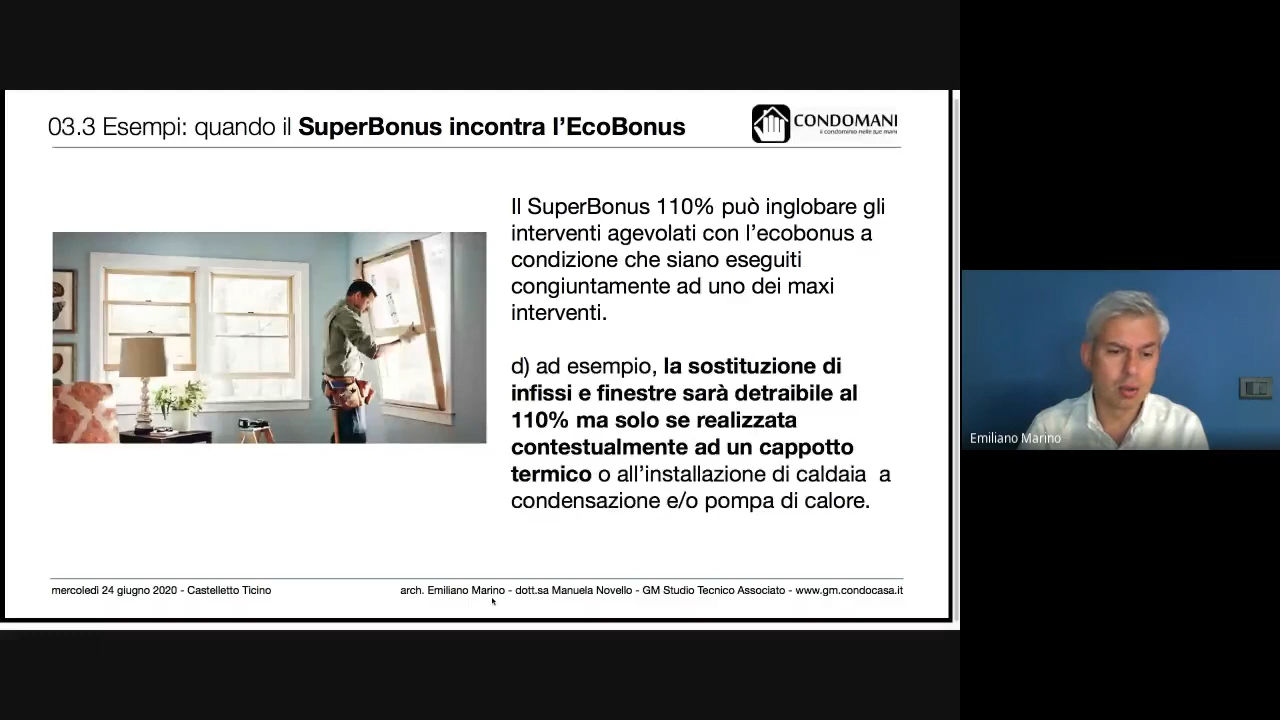 03.3 Esempi: quando il SuperBonus incontra l'EcoBonus
CONDOMANI
il condominio nelle tue mani
Il SuperBonus 110% può inglobare gli
interventi agevolati con l'ecobonus a
condizione che siano eseguiti
congiuntamente ad uno dei maxi
interventi.
d) ad esempio, la sostituzione di
infissi e finestre sarà detraibile al
110% ma solo se realizzata
contestualmente ad un cappotto
termico o all'installazione di caldaia a
condensazione e/o pompa di calore.
mercoledì 24 giugno 2020 - Castelletto Ticino
arch. Emiliano Marino - dott.sa Manuela Novello - GM Studio Tecnico Associato - www.gm.condocasa.it
Emiliano Marino